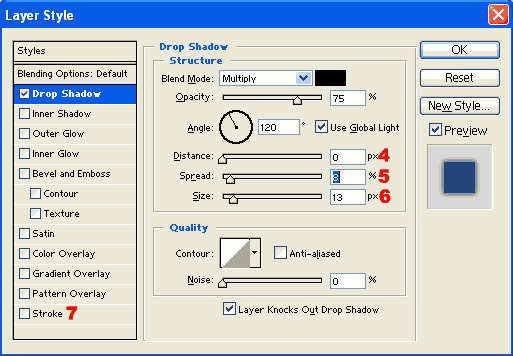 Layer Style
Styles
Blending Options: Default
Drop Shadow
Inner Shadow
Outer Glow
Inner Glow
Bevel and Emboss
Contour
Texture
Satin
Color Overlay
Gradient Overlay
Pattern Overlay
Stroke 7
Drop Shadow
Structure
Blend Mode: Multiply
Opacity: 75 %
Angle: 120 ° Use Global Light
Distance: 0 px 4
Spread: 8 % 5
Size: 13 px 6
Quality
Contour: Anti-aliased
Noise: 0 %
Layer Knocks Out Drop Shadow
OK
Reset
New Style...
Preview